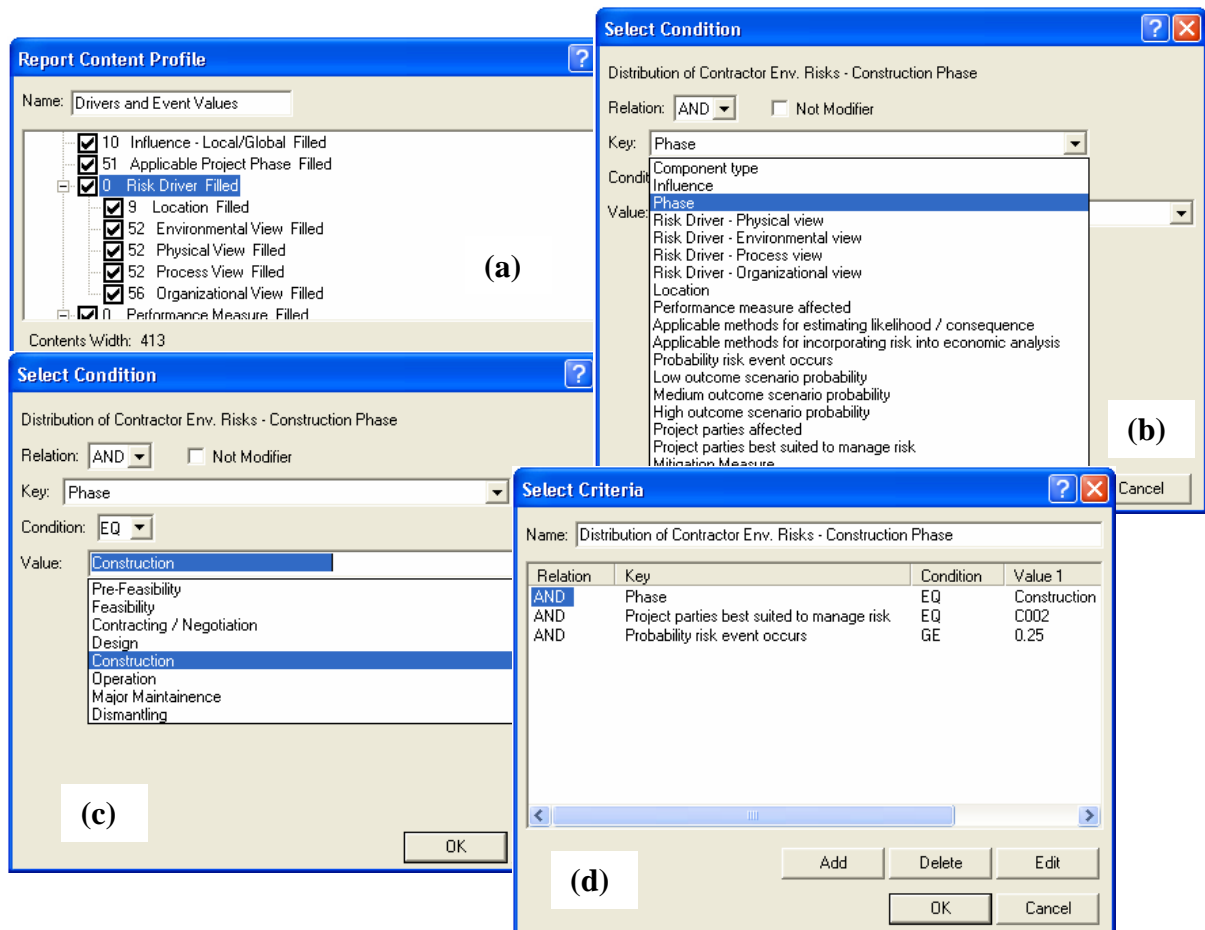 Report Content Profile
?
Name: Drivers and Event Values
10 Influence - Local/Global Filled
51 Applicable Project Phase Filled
0 Risk Driver Filled
9 Location Filled
52 Environmental View Filled
52 Physical View Filled
52 Process View Filled
56 Organizational View Filled
0 Performance Measure Filled
Contents Width: 413
(a)
Select Condition
? X
Distribution of Contractor Env. Risks - Construction Phase
Relation: AND Not Modifier
Key: Phase
Condit
Value:
Component type
Influence
Phase
Risk Driver - Physical view
Risk Driver - Environmental view
Risk Driver - Process view
Risk Driver - Organizational view
Location
Performance measure affected
Applicable methods for estimating likelihood / consequence
Applicable methods for incorporating risk into economic analysis
Probability risk event occurs
Low outcome scenario probability
Medium outcome scenario probability
High outcome scenario probability
Project parties affected
Project parties best suited to manage risk
Mitigation Measure
(b)
Cancel
Select Condition
?
Distribution of Contractor Env. Risks - Construction Phase
Relation: AND Not Modifier
Key: Phase
Condition: EQ
Value: Construction
Pre-Feasibility
Feasibility
Contracting / Negotiation
Design
Construction
Operation
Major Maintainence
Dismantling
(c)
OK
Select Criteria
? X
Name: Distribution of Contractor Env. Risks - Construction Phase
Relation Key Condition Value 1
AND Phase EQ Construction
AND Project parties best suited to manage risk EQ C002
AND Probability risk event occurs GE 0.25
Add Delete Edit
(d)
OK Cancel